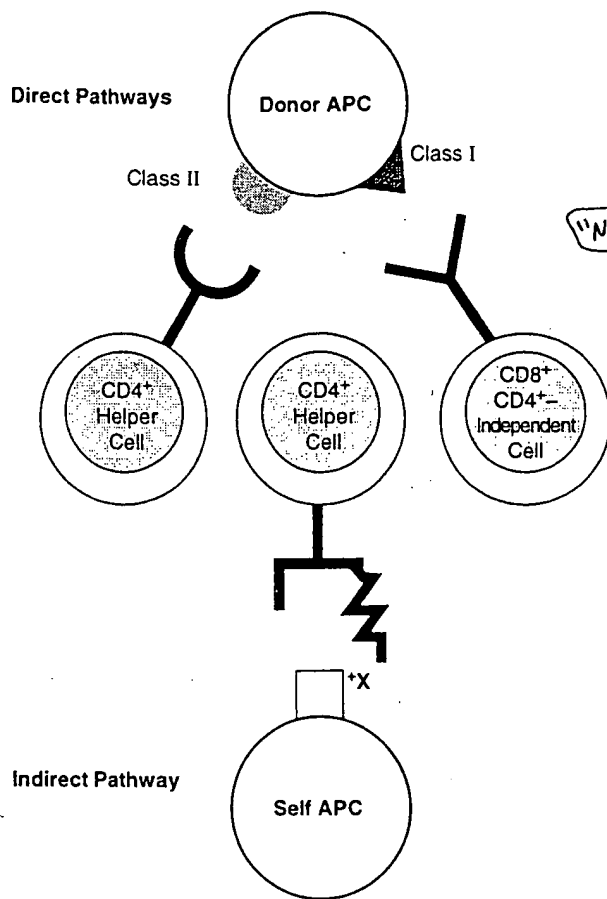 Direct Pathways
Donor APC
Class I
Class II
"N
CD4+
Helper
Cell
CD4+
Helper
Cell
CD8+
CD4+–
Independent
Cell
+X
Indirect Pathway
Self APC